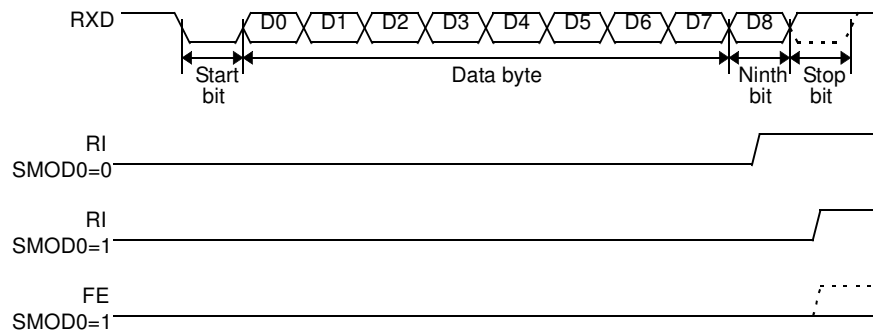 RXD D0 D1 D2 D3 D4 D5 D6 D7 D8
Start bit
Data byte
Ninth bit
Stop bit
RI
SMOD0=0
RI
SMOD0=1
FE
SMOD0=1